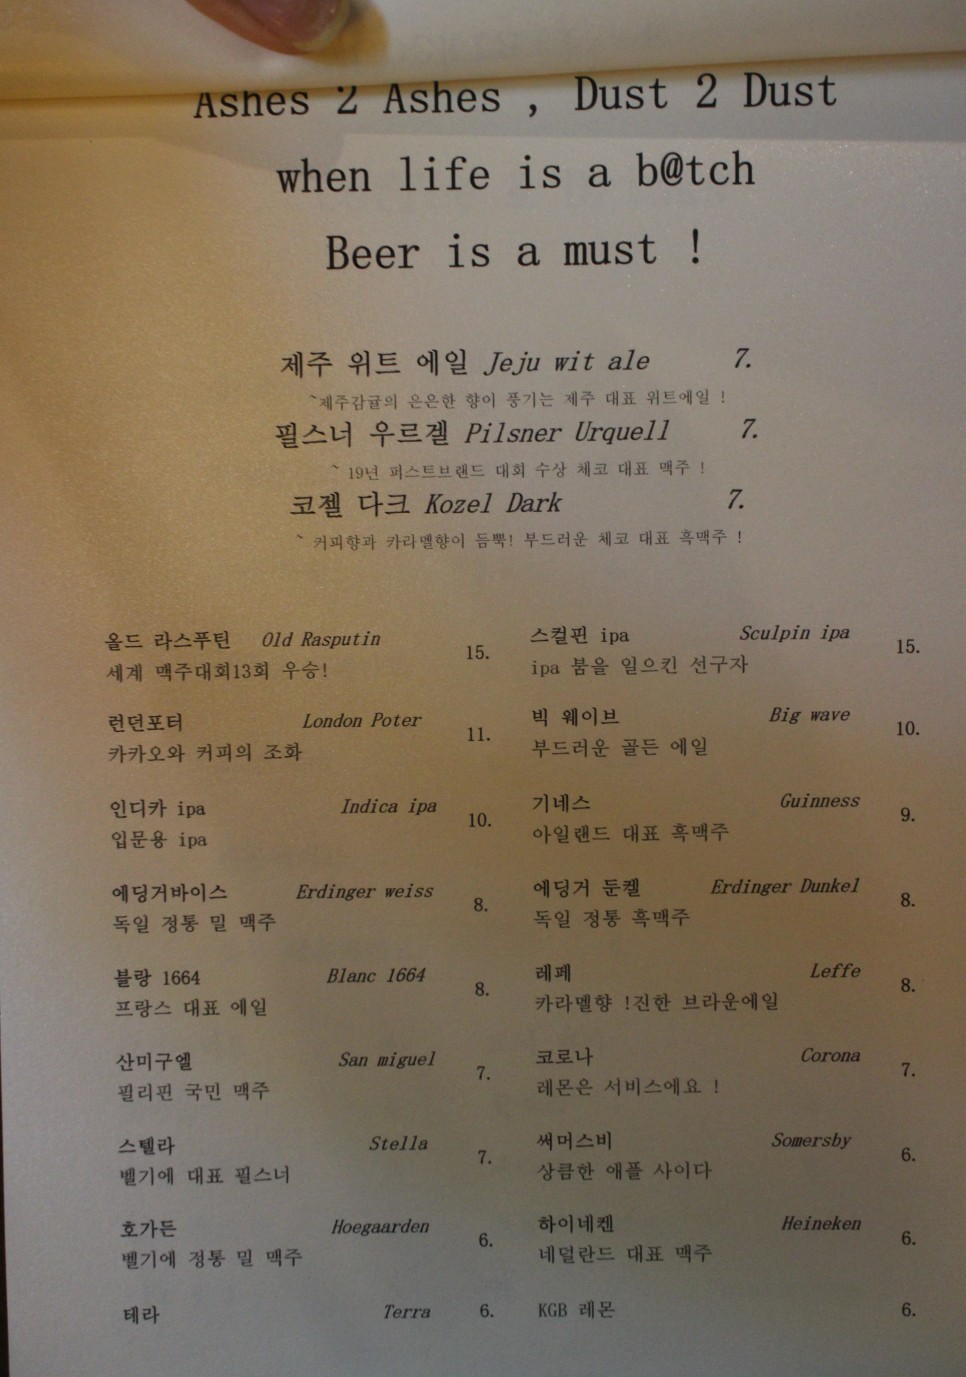 Ashes 2 Ashes , Dust 2 Dust
when life is a b@tch
Beer is a must !
제주 위트 에일 Jeju wit ale 7.
~제주감귤의 은은한 향이 풍기는 제주 대표 위트에일 !
필스너 우르겔 Pilsner Urquell 7.
~ 19년 퍼스트브랜드 대회 수상 체코 대표 맥주 !
코젤 다크 Kozel Dark 7.
~ 커피향과 카라멜향이 듬뿍! 부드러운 체코 대표 흑맥주 !
올드 라스푸틴 Old Rasputin 15.
세계 맥주대회13회 우승!
런던포터 London Poter 11.
카카오와 커피의 조화
인디카 ipa Indica ipa 10.
입문용 ipa
에딩거바이스 Erdinger weiss 8.
독일 정통 밀 맥주
블랑 1664 Blanc 1664 8.
프랑스 대표 에일
산미구엘 San miguel 7.
필리핀 국민 맥주
스텔라 Stella 7.
벨기에 대표 필스너
호가든 Hoegaarden 6.
벨기에 정통 밀 맥주
테라 Terra 6.
스컬핀 ipa Sculpin ipa 15.
ipa 붐을 일으킨 선구자
빅 웨이브 Big wave 10.
부드러운 골든 에일
기네스 Guinness 9.
아일랜드 대표 흑맥주
에딩거 둔켈 Erdinger Dunkel 8.
독일 정통 흑맥주
레페 Leffe 8.
카라멜향 !진한 브라운에일
코로나 Corona 7.
레몬은 서비스에요 !
써머스비 Somersby 6.
상큼한 애플 사이다
하이네켄 Heineken 6.
네덜란드 대표 맥주
KGB 레몬 6.